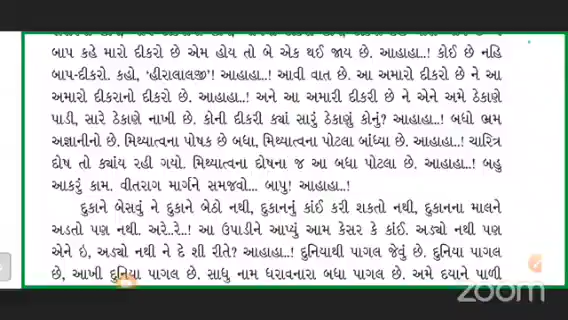 બાપ કહે મારો દીકરો છે એમ હોય તો બે એક થઈ જાય છે. આહાહા..! કોઈ છે નહિ
બાપ-દીકરો. કહો, ‘હીરાલાલજી’! આહાહા..! આવી વાત છે. આ અમારો દીકરો છે ને આ
અમારો દીકરાનો દીકરો છે. આહાહા..! અને આ અમારી દીકરી છે ને એને અમે ઠેકાણે
પાડી, સારે ઠેકાણે નાખી છે. કોની દીકરી ક્યાં સારું ઠેકાણું કોનું? આહાહા..! બધો ભ્રમ
અજ્ઞાનીનો છે. મિથ્યાત્વના પોષક છે બધા, મિથ્યાત્વના પોટલા બાંધ્યા છે. આહાહા..! ચારિત્ર
દોષ તો ક્યાંય રહી ગયો. મિથ્યાત્વના દોષના જ આ બધા પોટલા છે. આહાહા..! બહુ
આકરું કામ. વીતરાગ માર્ગને સમજવો... બાપુ! આહાહા..!
દુકાને બેસવું ને દુકાને બેઠો નથી, દુકાનનું કાંઈ કરી શકતો નથી, દુકાનના માલને
અડતો પણ નથી. અરે..રે..! આ ઉપાડીને આપ્યું આમ કેસર કે કાંઈ. અડ્યો નથી પણ
એને ઇ, અડ્યો નથી ને દે શી રીતે? આહાહા..! દુનિયાથી પાગલ જેવું છે. દુનિયા પાગલ
છે, આખી દુનિયા પાગલ છે. સાધુ નામ ધરાવનારા બધા પાગલ છે. અમે દયાને પાળી
zoom